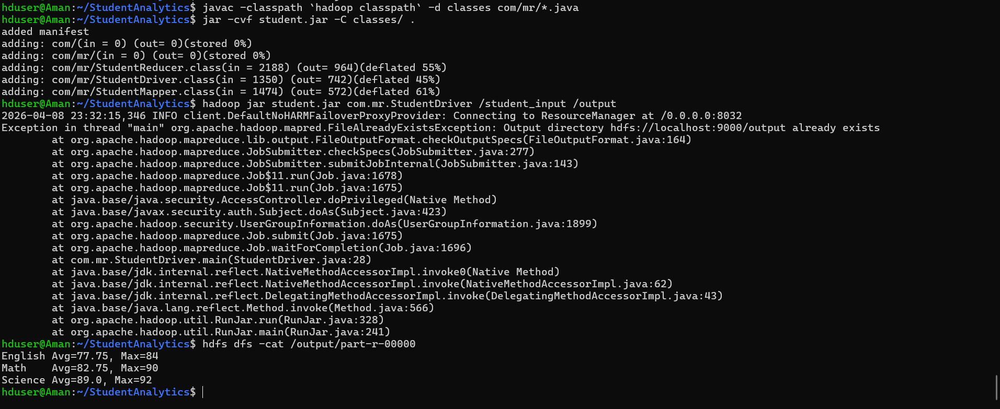 hduser@Aman:~/StudentAnalytics$ javac -classpath `hadoop classpath` -d classes com/mr/*.java
hduser@Aman:~/StudentAnalytics$ jar -cvf student.jar -C classes/ .
added manifest
adding: com/(in = 0) (out= 0)(stored 0%)
adding: com/mr/(in = 0) (out= 0)(stored 0%)
adding: com/mr/StudentReducer.class(in = 2188) (out= 964)(deflated 55%)
adding: com/mr/StudentDriver.class(in = 1350) (out= 742)(deflated 45%)
adding: com/mr/StudentMapper.class(in = 1474) (out= 572)(deflated 61%)
hduser@Aman:~/StudentAnalytics$ hadoop jar student.jar com.mr.StudentDriver /student_input /output
2026-04-08 23:32:15,346 INFO client.DefaultNoHARMFailoverProxyProvider: Connecting to ResourceManager at /0.0.0.0:8032
Exception in thread "main" org.apache.hadoop.mapred.FileAlreadyExistsException: Output directory hdfs://localhost:9000/output already exists
        at org.apache.hadoop.mapreduce.lib.output.FileOutputFormat.checkOutputSpecs(FileOutputFormat.java:164)
        at org.apache.hadoop.mapreduce.JobSubmitter.checkSpecs(JobSubmitter.java:277)
        at org.apache.hadoop.mapreduce.JobSubmitter.submitJobInternal(JobSubmitter.java:143)
        at org.apache.hadoop.mapreduce.Job$11.run(Job.java:1678)
        at org.apache.hadoop.mapreduce.Job$11.run(Job.java:1675)
        at java.base/java.security.AccessController.doPrivileged(Native Method)
        at java.base/javax.security.auth.Subject.doAs(Subject.java:423)
        at org.apache.hadoop.security.UserGroupInformation.doAs(UserGroupInformation.java:1899)
        at org.apache.hadoop.mapreduce.Job.submit(Job.java:1675)
        at org.apache.hadoop.mapreduce.Job.waitForCompletion(Job.java:1696)
        at com.mr.StudentDriver.main(StudentDriver.java:28)
        at java.base/jdk.internal.reflect.NativeMethodAccessorImpl.invoke0(Native Method)
        at java.base/jdk.internal.reflect.NativeMethodAccessorImpl.invoke(NativeMethodAccessorImpl.java:62)
        at java.base/jdk.internal.reflect.DelegatingMethodAccessorImpl.invoke(DelegatingMethodAccessorImpl.java:43)
        at java.base/java.lang.reflect.Method.invoke(Method.java:566)
        at org.apache.hadoop.util.RunJar.run(RunJar.java:328)
        at org.apache.hadoop.util.RunJar.main(RunJar.java:241)
hduser@Aman:~/StudentAnalytics$ hdfs dfs -cat /output/part-r-00000
English Avg=77.75, Max=84
Math    Avg=82.75, Max=90
Science Avg=89.0, Max=92
hduser@Aman:~/StudentAnalytics$